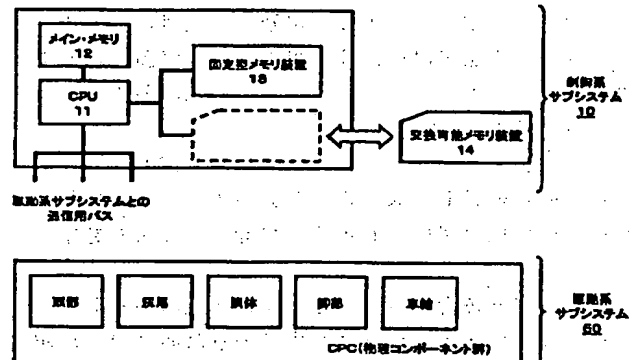 メイン・メモリ
12
CPU
11
固定型メモリ装置
13
交換可能メモリ装置
14
制御系
サブシステム
10
駆動系サブシステムとの
通信用バス
頭部
胴体
脚部
車輪
CPC(物理コンポーネント群)
駆動系
サブシステム
50